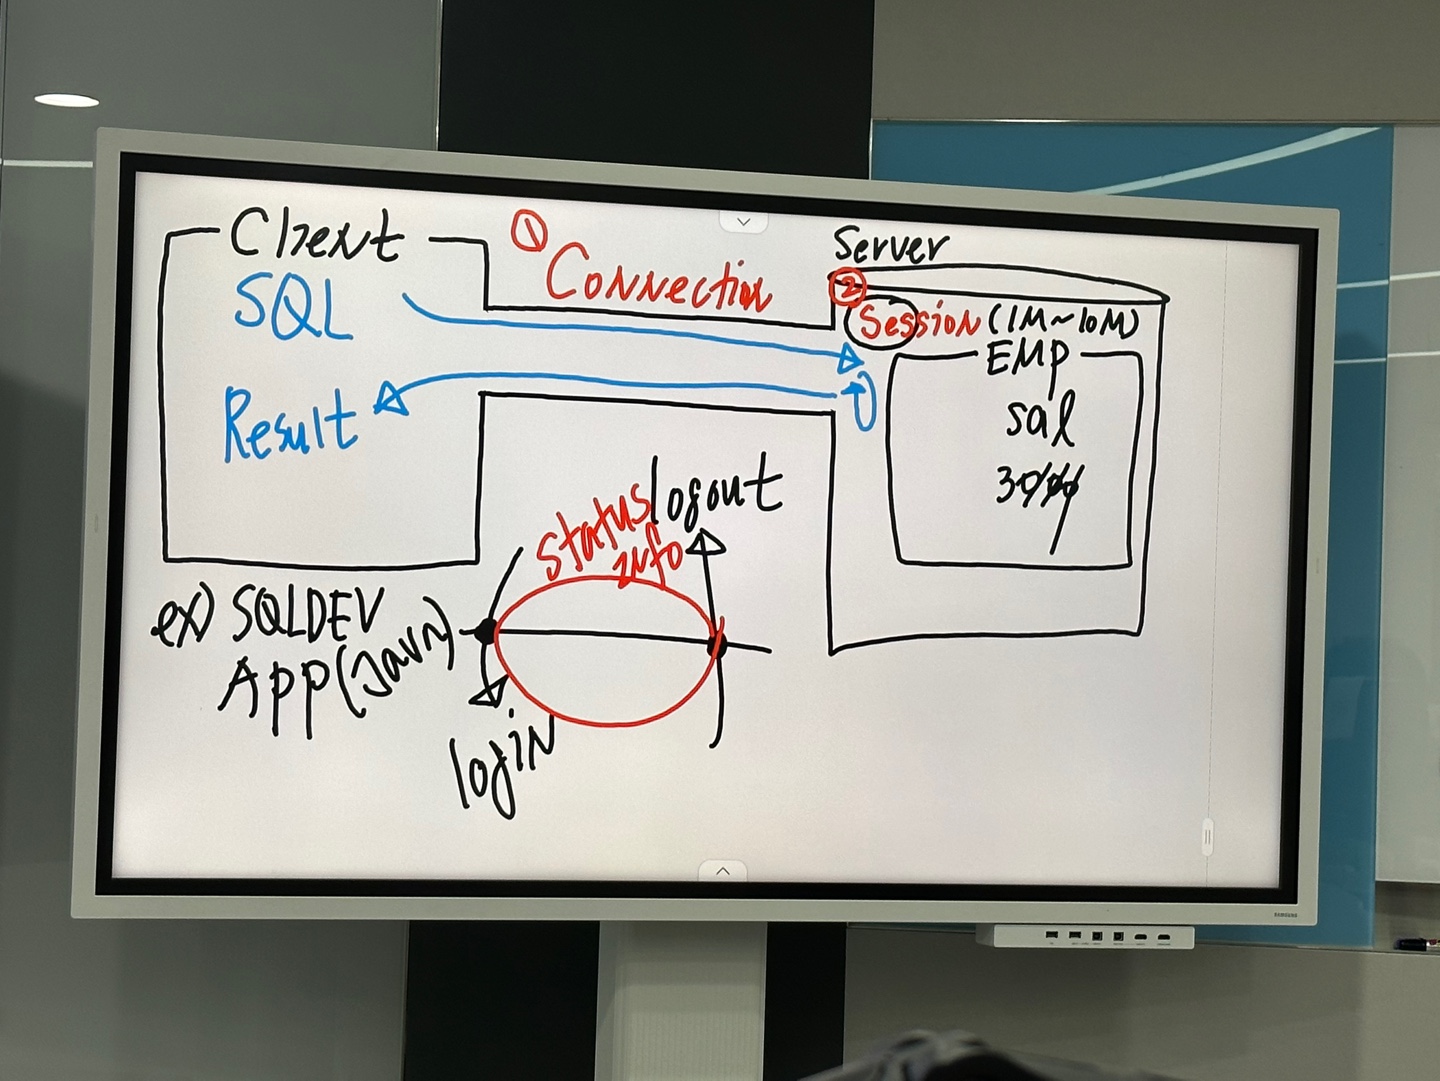 Client
SQL
Result
① Connection
Server
②
Session (1M~10M)
EMP
sal
status
info
logout
login
ex) SQLDEV
App(Java)
SAMSUNG